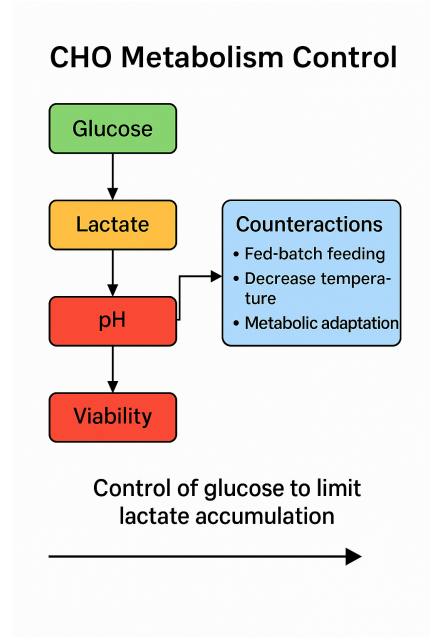 CHO Metabolism Control
Glucose
Lactate
pH
Viability
Counteractions
• Fed-batch feeding
• Decrease tempera-
ture
• Metabolic adaptation
Control of glucose to limit
lactate accumulation